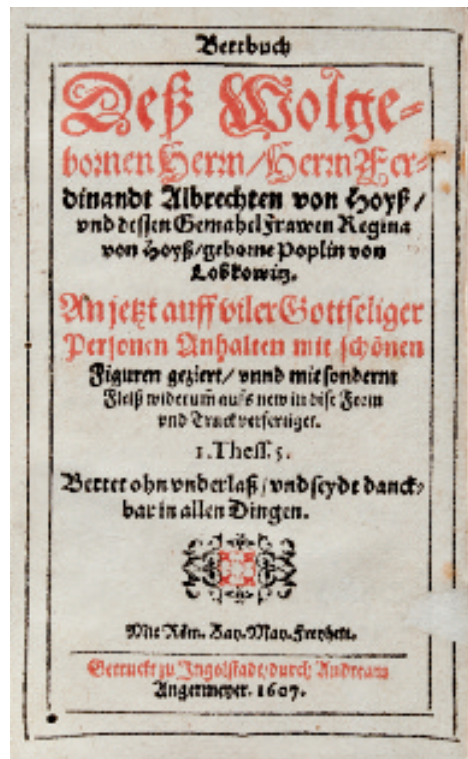 Bettbuch
Deß Wolge-
bornen Herrn/Herrn Fer-
dinandt Albrechten von Hoyß/
vnd dessen Gemahel Frawen Regina
von Hoyß/geborne Poplin von
Lobkowitz.
An jetzt auff viler Gottseliger
Personen Anhalten mit schönen
Figuren geziert/ vnnd mit sonderm
Fleiß widerum̃ auffs new in dise Form
vnd Truck verfertiget.
1. Thess. 5.
Bettet ohn vnderlaß/ vnd seydt danck-
bar in allen Dingen.
Mit Röm. Kay. May. Freyheit.
Getruckt zu Ingolstadt/durch Andream
Angermeyer. 1607.